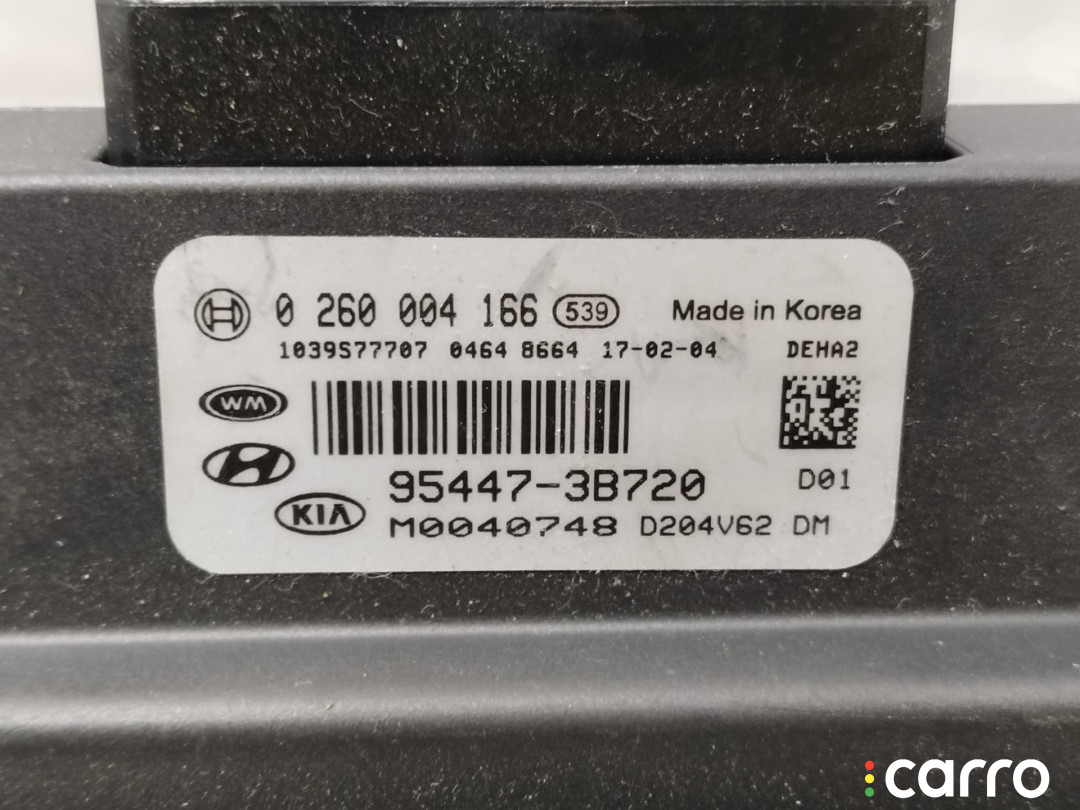 0 260 004 166 539 Made in Korea
1039S77707 0464 8664 17-02-04 DEHA2
WM
95447-3B720 D01
KIA M0040748 D204V62 DM
carro